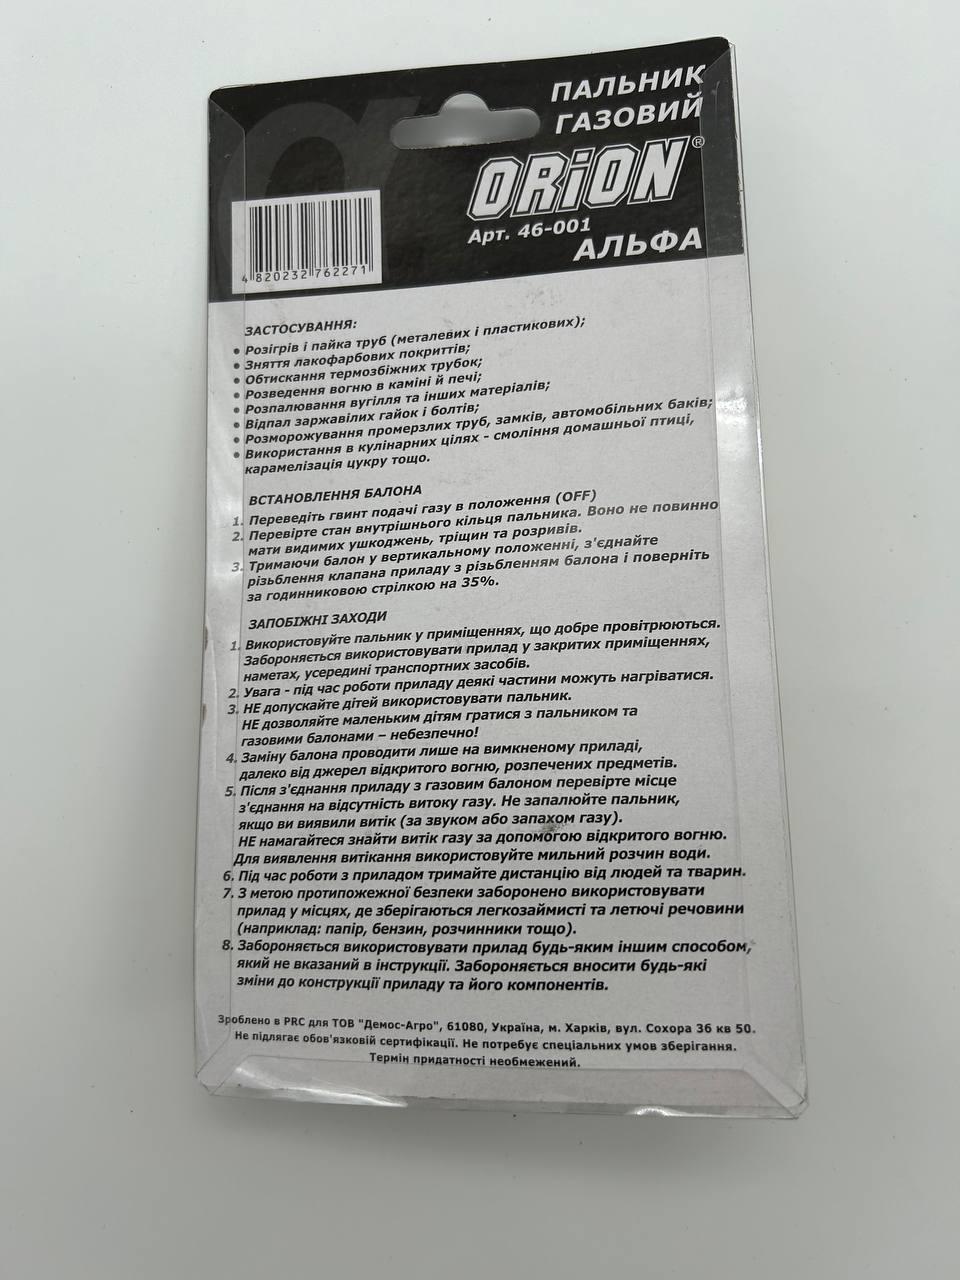 ПАЛЬНИК
ГАЗОВИЙ
ORiON®
Арт. 46-001
АЛЬФА
4 820232 762271
ЗАСТОСУВАННЯ:
• Розігрів і пайка труб (металевих і пластикових);
• Зняття лакофарбових покриттів;
• Обтискання термозбіжних трубок;
• Розведення вогню в каміні й печі;
• Розпалювання вугілля та інших матеріалів;
• Відпал заржавілих гайок і болтів;
• Розморожування промерзлих труб, замків, автомобільних баків;
• Використання в кулінарних цілях - смоління домашньої птиці,
карамелізація цукру тощо.
ВСТАНОВЛЕННЯ БАЛОНА
1. Переведіть гвинт подачі газу в положення (OFF)
2. Перевірте стан внутрішнього кільця пальника. Воно не повинно
мати видимих ушкоджень, тріщин та розривів.
3. Тримаючи балон у вертикальному положенні, з'єднайте
різьблення клапана приладу з різьбленням балона і поверніть
за годинниковою стрілкою на 35%.
ЗАПОБІЖНІ ЗАХОДИ
1. Використовуйте пальник у приміщеннях, що добре провітрюються.
Забороняється використовувати прилад у закритих приміщеннях,
наметах, усередині транспортних засобів.
2. Увага - під час роботи приладу деякі частини можуть нагріватися.
3. НЕ допускайте дітей використовувати пальник.
НЕ дозволяйте маленьким дітям гратися з пальником та
газовими балонами – небезпечно!
4. Заміну балона проводити лише на вимкненому приладі,
далеко від джерел відкритого вогню, розпечених предметів.
5. Після з'єднання приладу з газовим балоном перевірте місце
з'єднання на відсутність витоку газу. Не запалюйте пальник,
якщо ви виявили витік (за звуком або запахом газу).
НЕ намагайтеся знайти витік газу за допомогою відкритого вогню.
Для виявлення витікання використовуйте мильний розчин води.
6. Під час роботи з приладом тримайте дистанцію від людей та тварин.
7. З метою протипожежної безпеки заборонено використовувати
прилад у місцях, де зберігаються легкозаймисті та летючі речовини
(наприклад: папір, бензин, розчинники тощо).
8. Забороняється використовувати прилад будь-яким іншим способом,
який не вказаний в інструкції. Забороняється вносити будь-які
зміни до конструкції приладу та його компонентів.
Зроблено в PRC для ТОВ "Демос-Агро", 61080, Україна, м. Харків, вул. Сохора 36 кв 50.
Не підлягає обов'язковій сертифікації. Не потребує спеціальних умов зберігання.
Термін придатності необмежений.